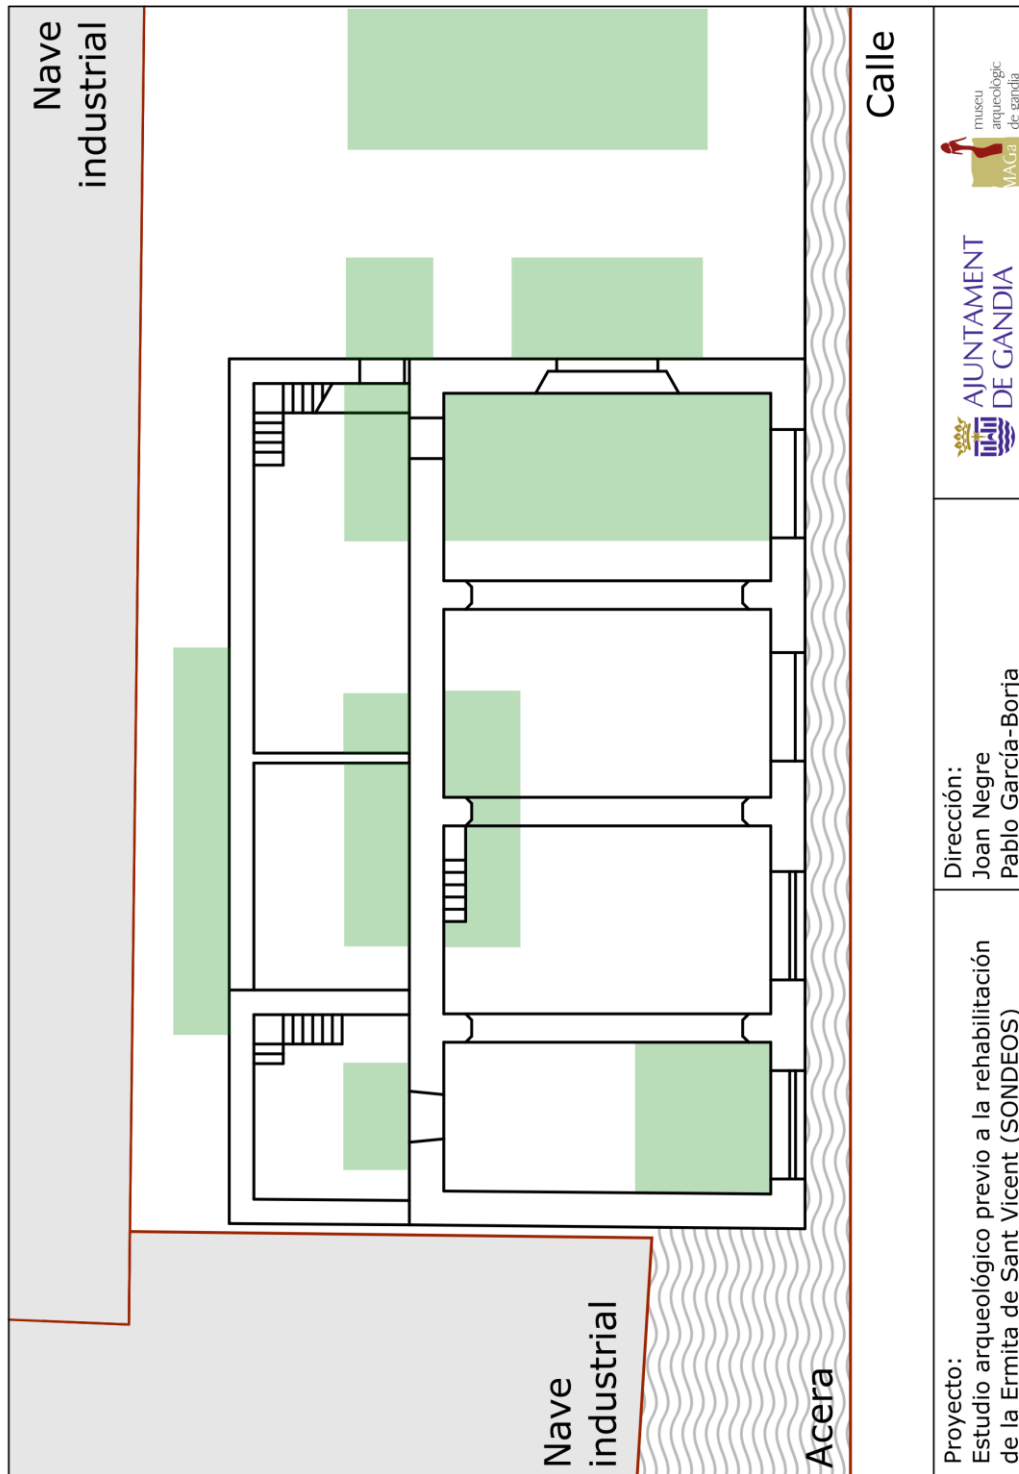 Nave
industrial
Nave
industrial
Acera
Calle
Proyecto:
Estudio arqueológico previo a la rehabilitación
de la Ermita de Sant Vicent (SONDEOS)
Dirección:
Joan Negre
Pablo García-Borja
AJUNTAMENT
DE GANDIA
MAGa
museu
arqueològic
de gandia